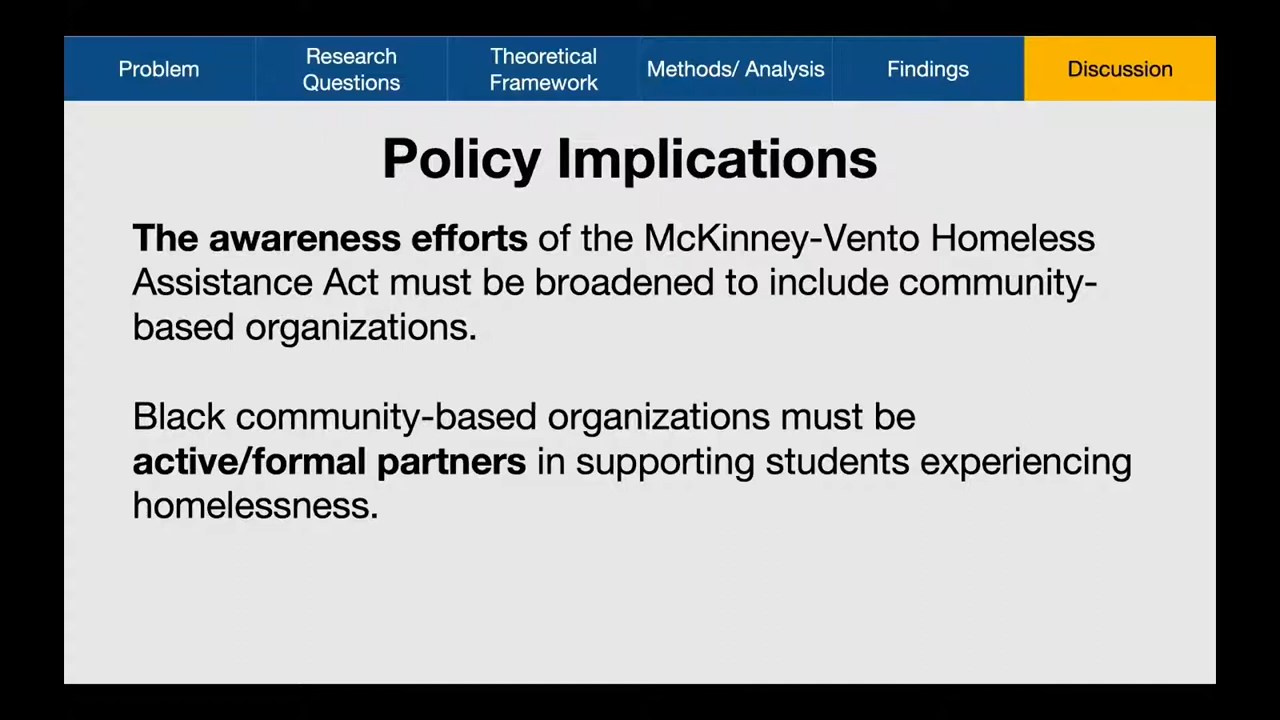 Problem
Research
Questions
Theoretical
Framework
Methods/ Analysis
Findings
Discussion
Policy Implications
The awareness efforts of the McKinney-Vento Homeless
Assistance Act must be broadened to include community-
based organizations.
Black community-based organizations must be
active/formal partners in supporting students experiencing
homelessness.